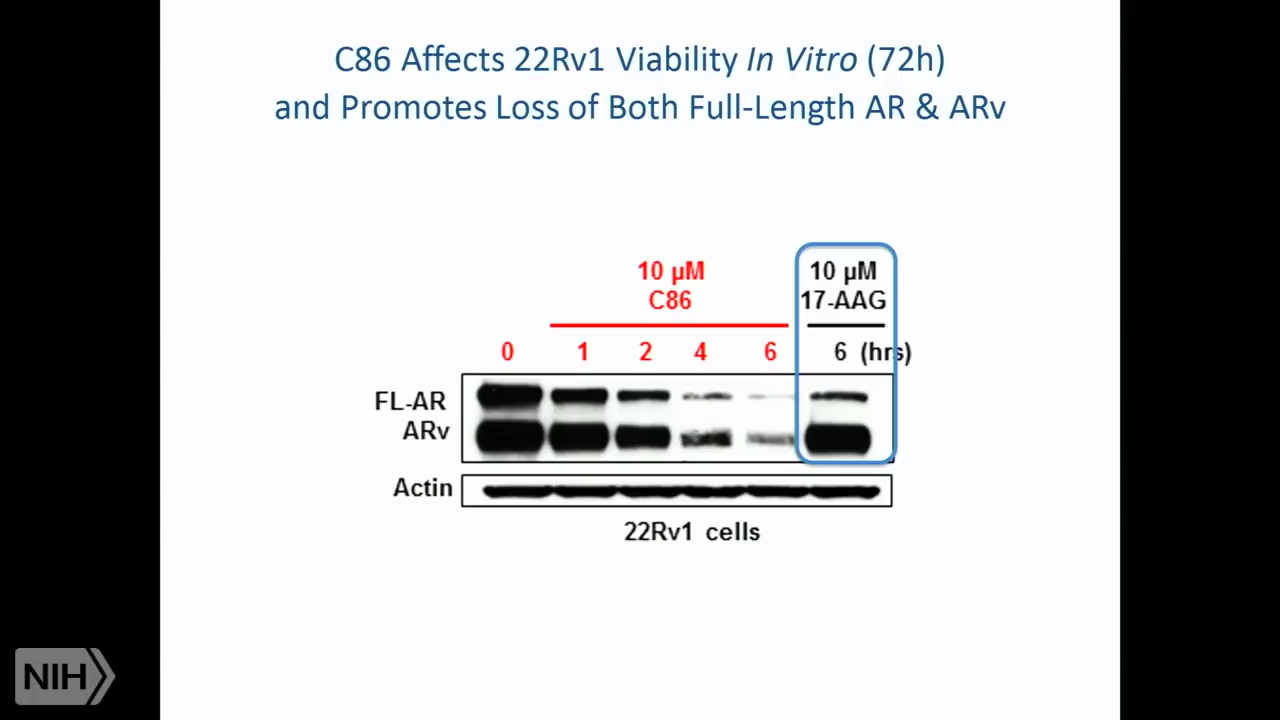 C86 Affects 22Rv1 Viability In Vitro (72h)
and Promotes Loss of Both Full-Length AR & ARv
10 µM
C86
10 µM
17-AAG
0 1 2 4 6 6 (hrs)
FL-AR
ARv
Actin
22Rv1 cells
NIH